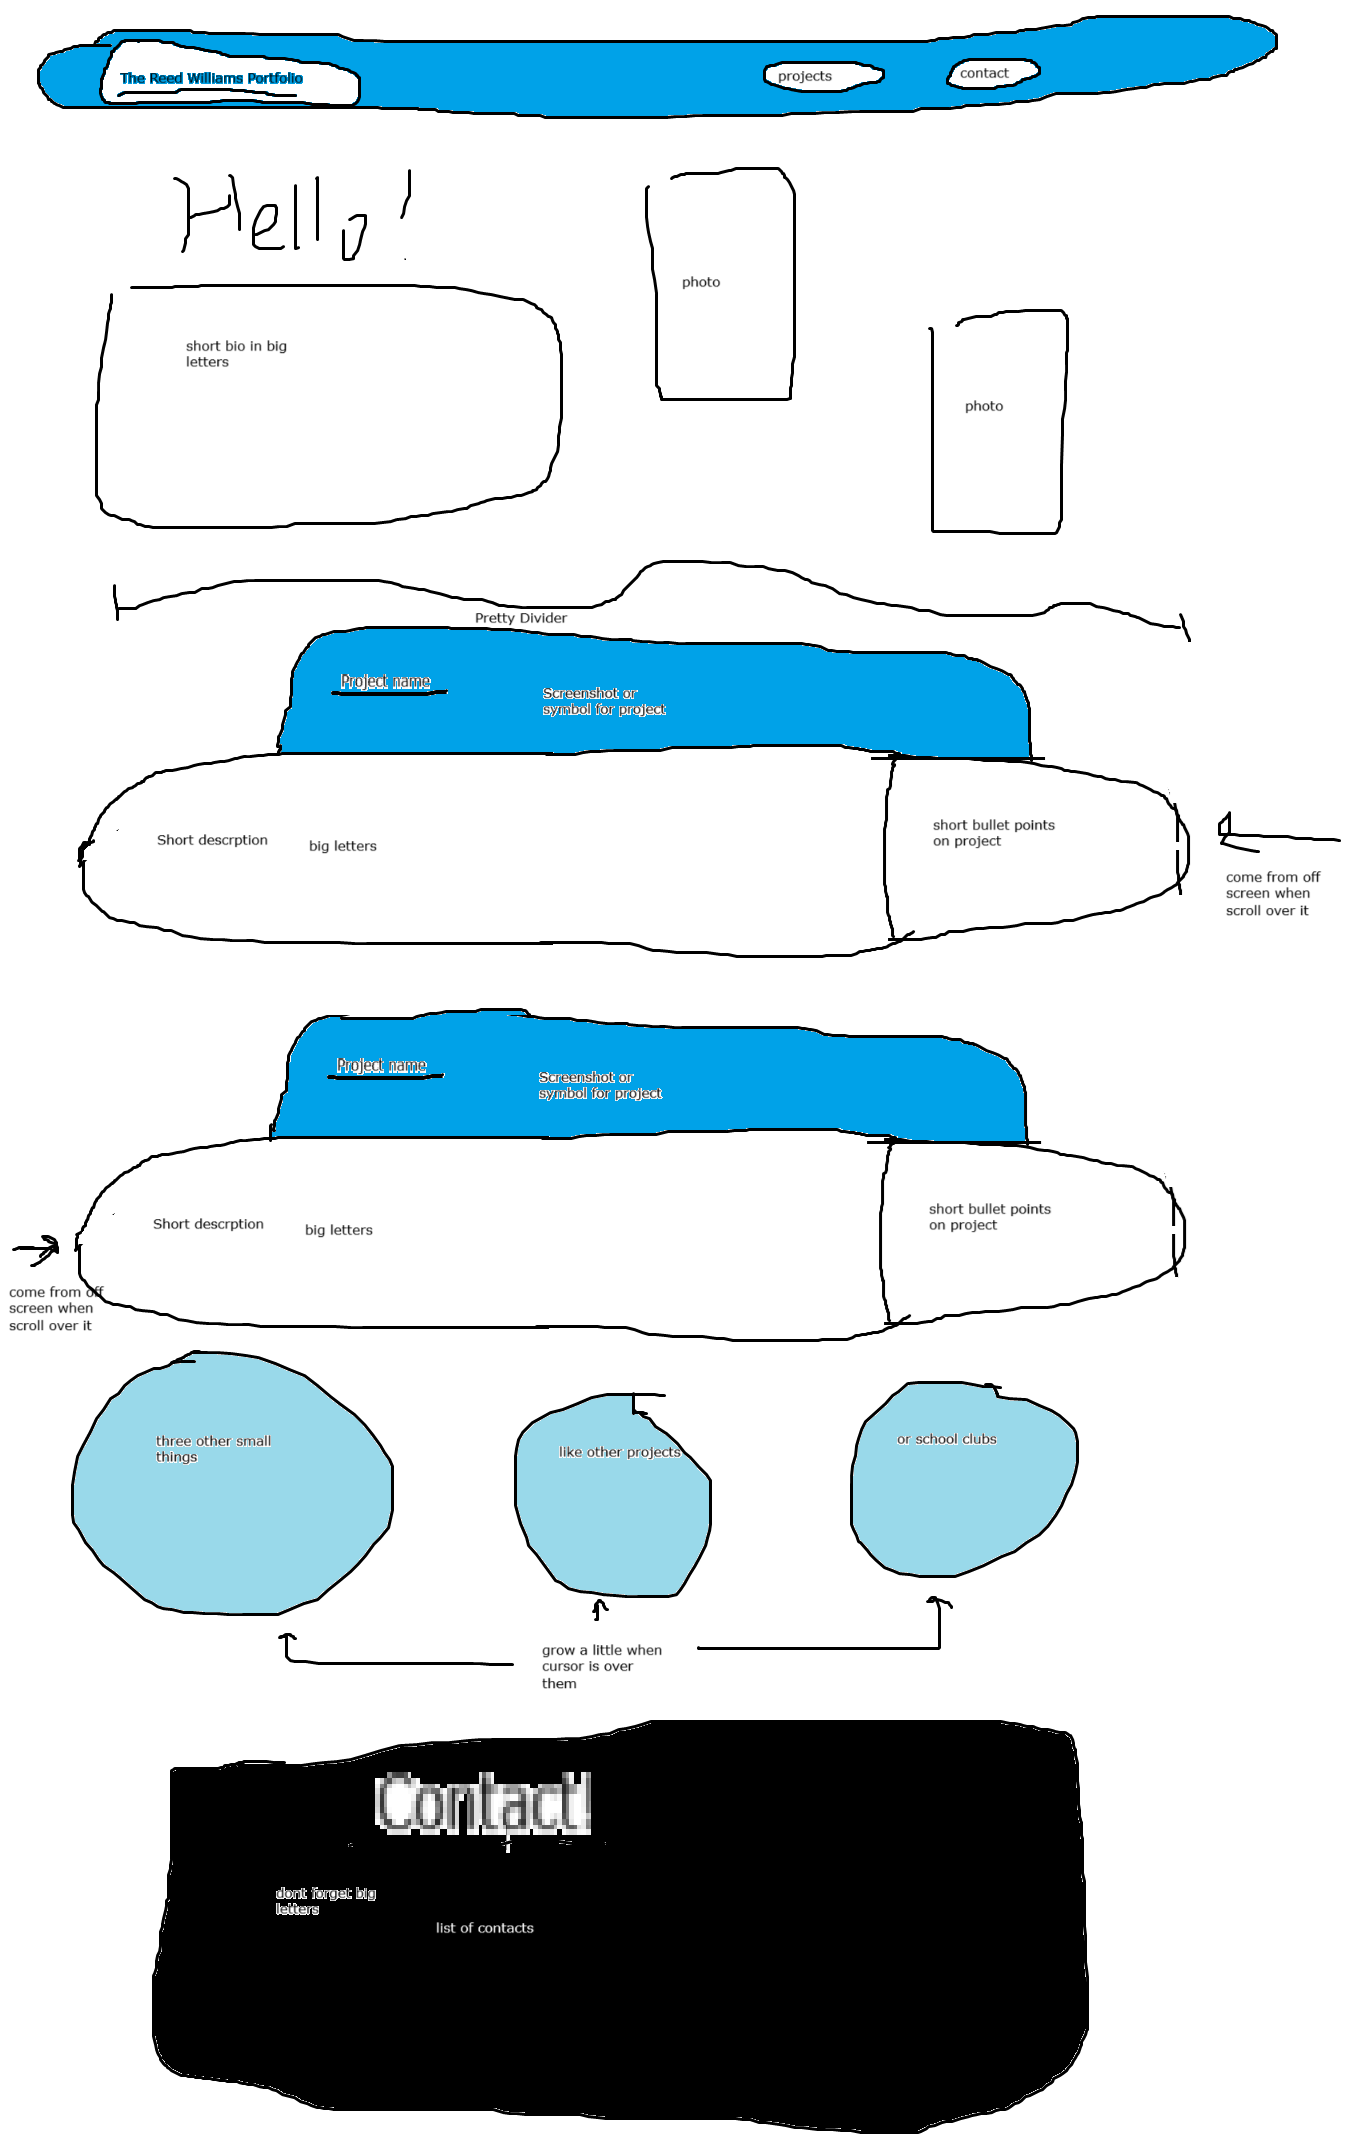 The Reed Williams Portfolio
projects
contact
Hello!
photo
short bio in big
letters
photo
Pretty Divider
Project name
Screenshot or
symbol for project
Short descrption
big letters
short bullet points
on project
come from off
screen when
scroll over it
Project name
Screenshot or
symbol for project
Short descrption
big letters
short bullet points
on project
come from off
screen when
scroll over it
three other small
things
like other projects
or school clubs
grow a little when
cursor is over
them
Contact!
dont forget big
letters
list of contacts